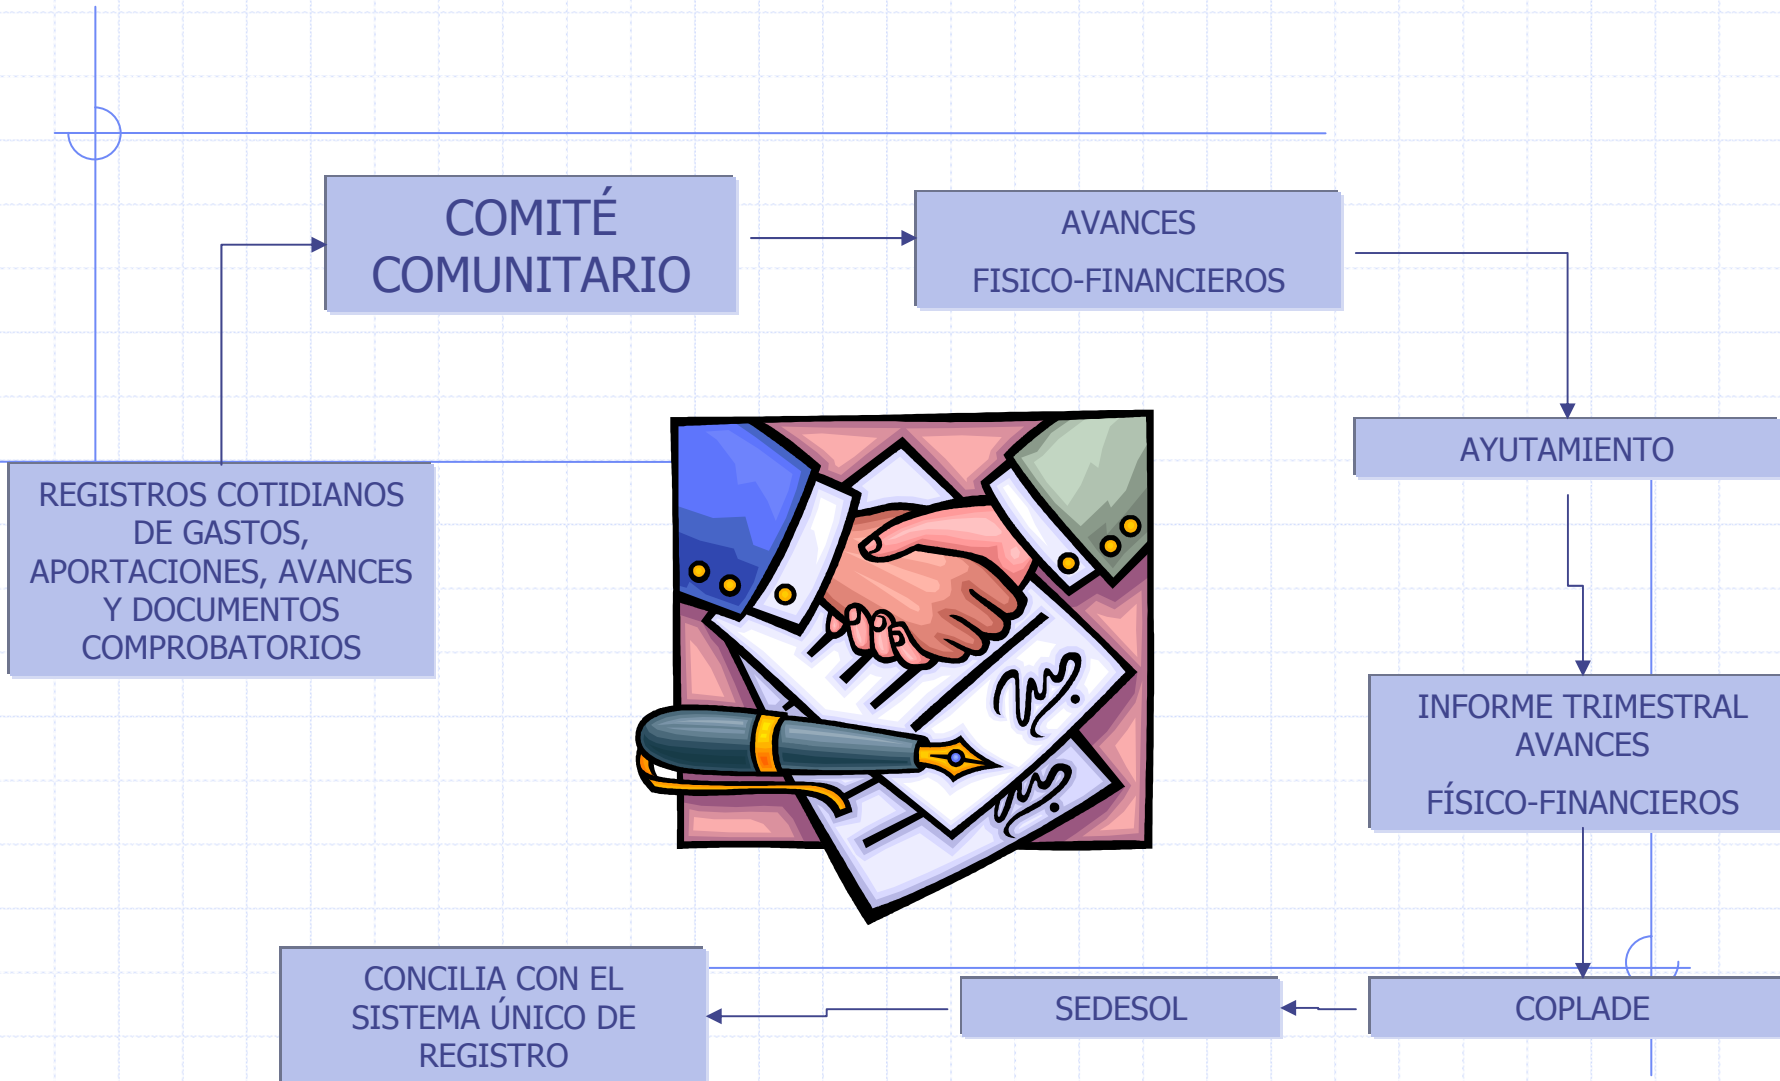 COMITÉ
COMUNITARIO
AVANCES
FISICO-FINANCIEROS
AYUTAMIENTO
REGISTROS COTIDIANOS
DE GASTOS,
APORTACIONES, AVANCES
Y DOCUMENTOS
COMPROBATORIOS
INFORME TRIMESTRAL
AVANCES
FÍSICO-FINANCIEROS
CONCILIA CON EL
SISTEMA ÚNICO DE
REGISTRO
SEDESOL
COPLADE